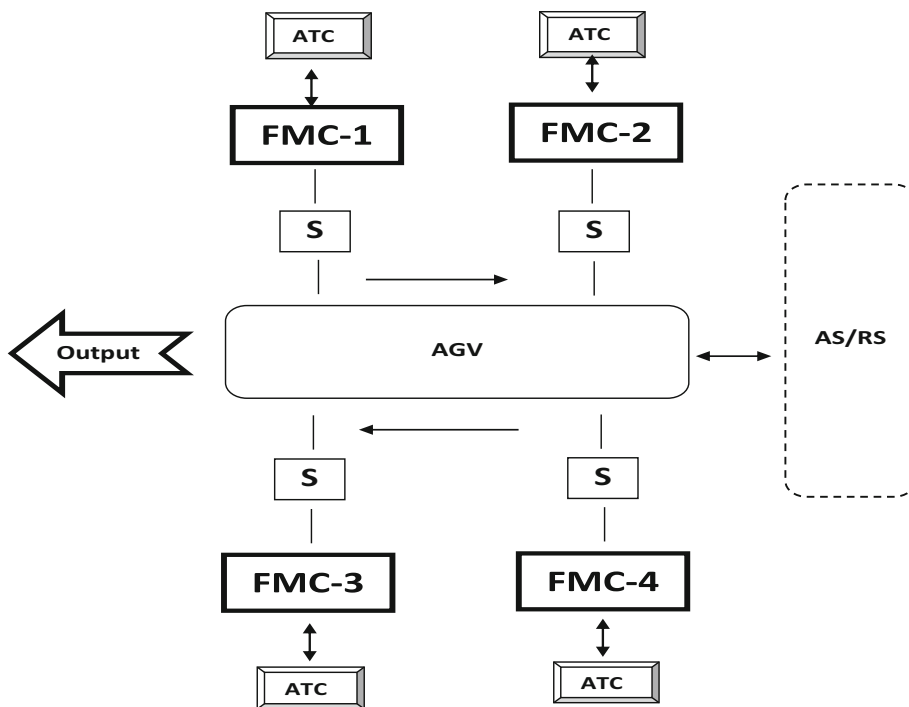 ATC
ATC
FMC-1
FMC-2
S
S
Output
AGV
AS/RS
S
S
FMC-3
FMC-4
ATC
ATC